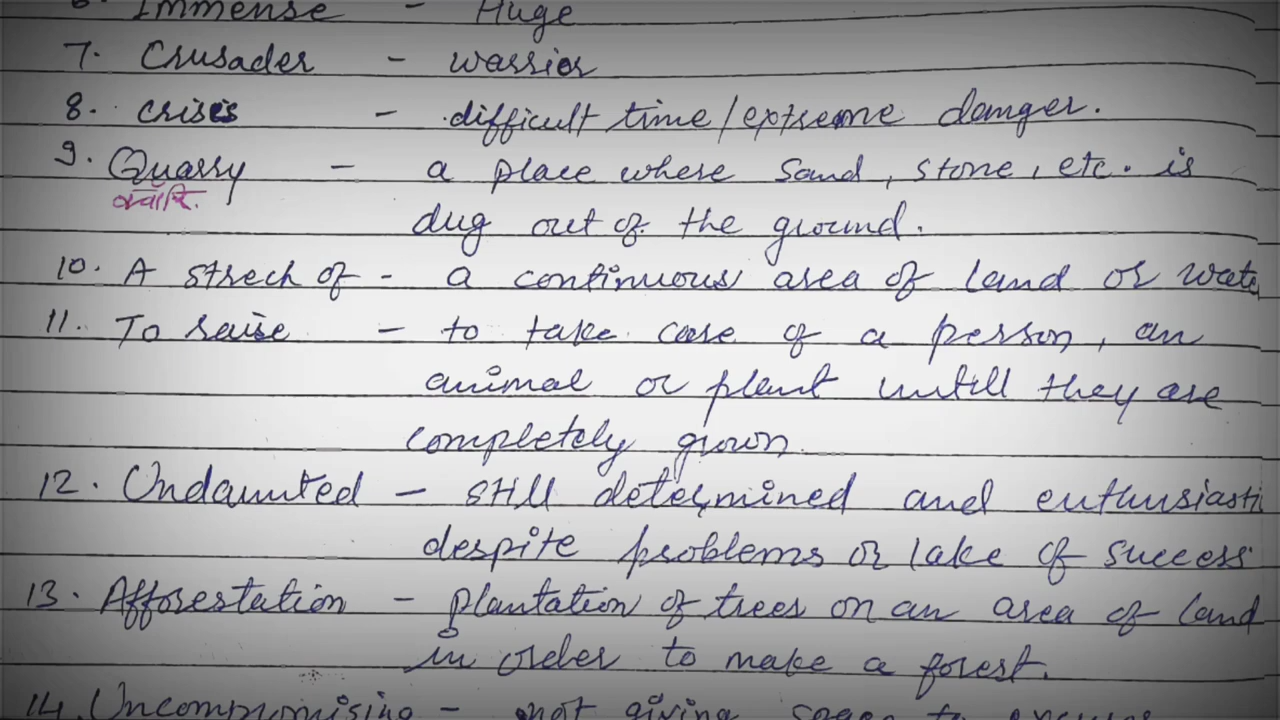 6. Immense - Huge
7. Crusader - warrior
8. crisis - difficult time/extreme danger.
9. Quarry - a place where sand, stone, etc. is
क्वारि.
dug out of the ground.
10. A strech of - a continuous area of land or wate
11. To raise - to take care of a person, an
animal or plant untill they are
completely grown.
12. Undaunted - still determined and enthusiasti
despite problems or lake of success
13. Afforestation - plantation of trees on an area of land
in order to make a forest.
14. Uncompromising - not giving